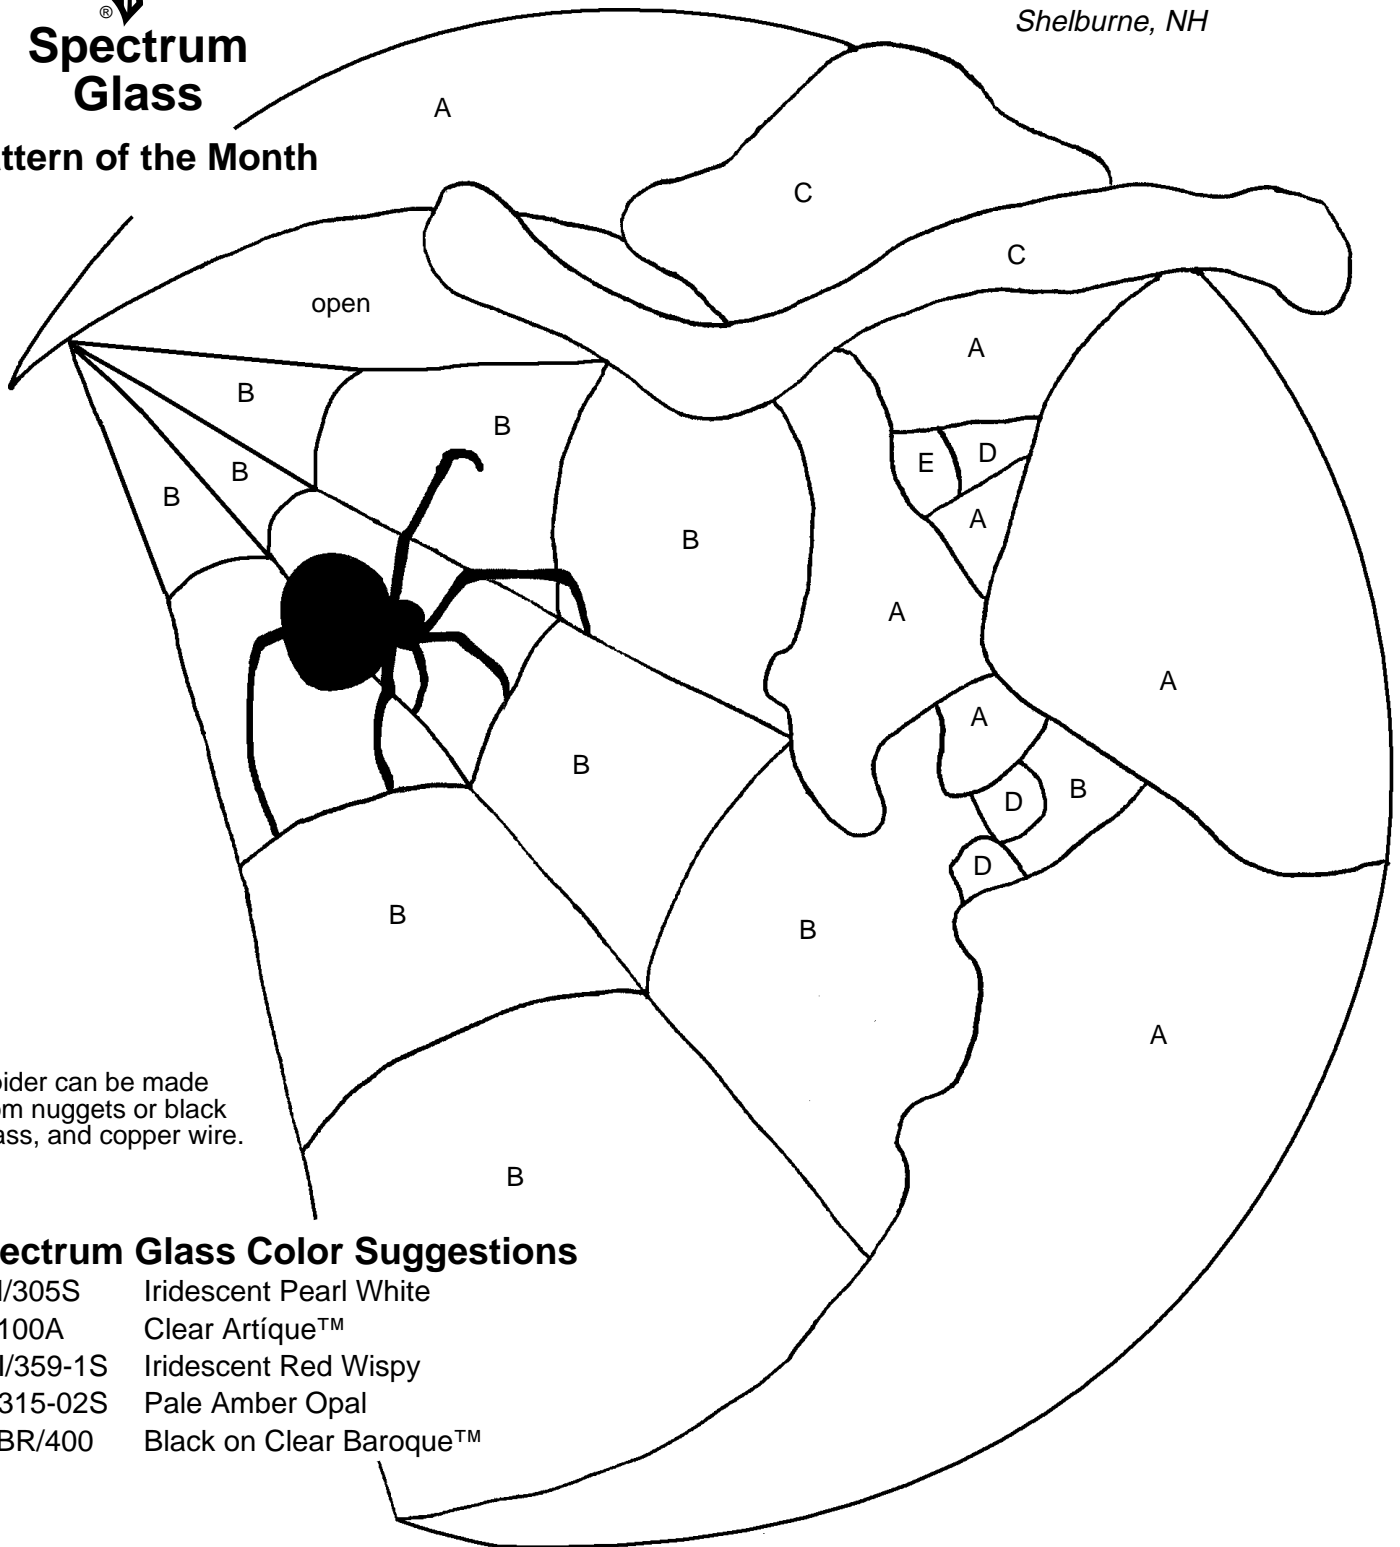 ®
Spectrum
Glass
ttern of the Month
Shelburne, NH
A
C
C
open
A
B
B
B
B
E
D
A
B
A
A
A
B
D
B
D
B
B
A
B
ider can be made
m nuggets or black
ass, and copper wire.
ectrum Glass Color Suggestions
I/305S Iridescent Pearl White
100A Clear Artíque™
I/359-1S Iridescent Red Wispy
315-02S Pale Amber Opal
BR/400 Black on Clear Baroque™